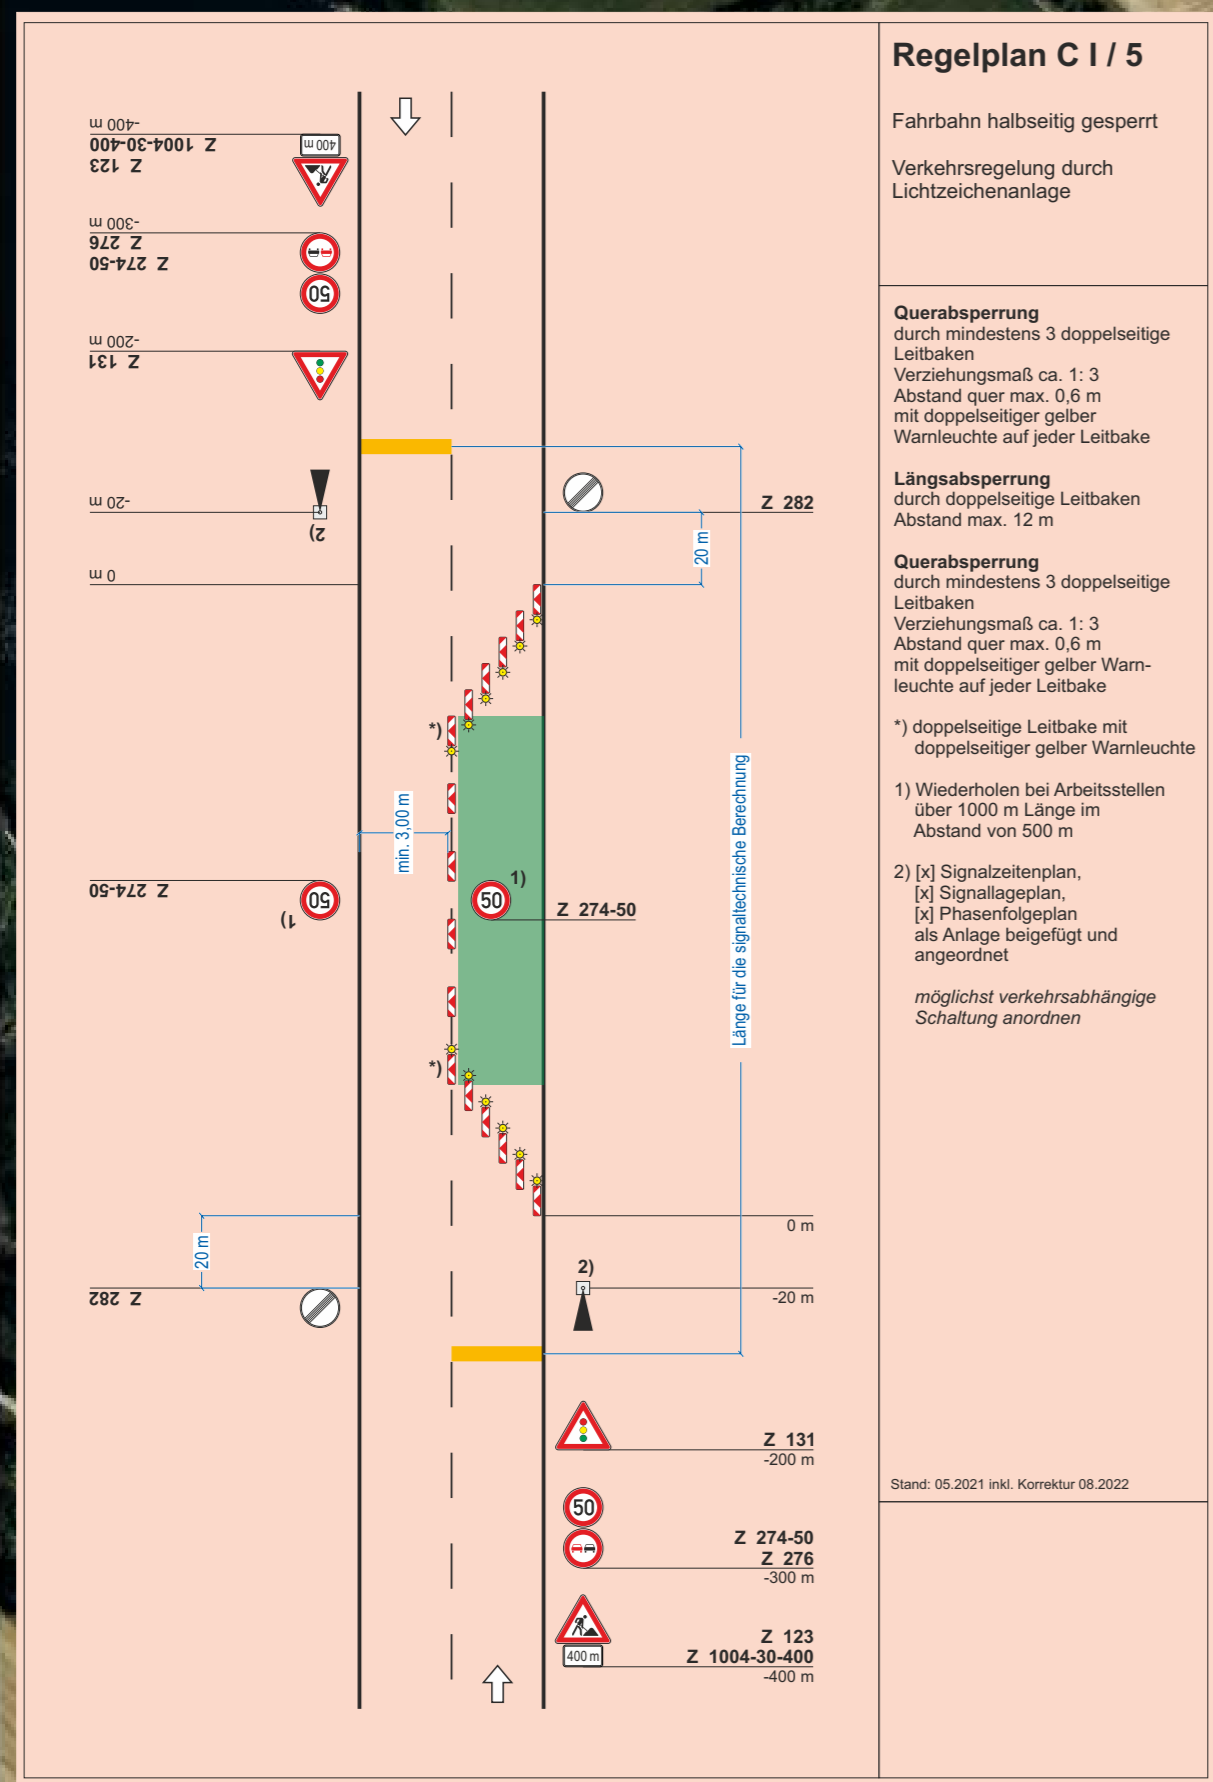 Regelplan C I / 5
Fahrbahn halbseitig gesperrt
Verkehrsregelung durch
Lichtzeichenanlage
Querabsperrung
durch mindestens 3 doppelseitige
Leitbaken
Verziehungsmaß ca. 1: 3
Abstand quer max. 0,6 m
mit doppelseitiger gelber
Warnleuchte auf jeder Leitbake
Längsabsperrung
durch doppelseitige Leitbaken
Abstand max. 12 m
Querabsperrung
durch mindestens 3 doppelseitige
Leitbaken
Verziehungsmaß ca. 1: 3
Abstand quer max. 0,6 m
mit doppelseitiger gelber Warn-
leuchte auf jeder Leitbake
*) doppelseitige Leitbake mit
doppelseitiger gelber Warnleuchte
1) Wiederholen bei Arbeitsstellen
über 1000 m Länge im
Abstand von 500 m
2) [x] Signalzeitenplan,
[x] Signallageplan,
[x] Phasenfolgeplan
als Anlage beigefügt und
angeordnet
möglichst verkehrsabhängige
Schaltung anordnen
Stand: 05.2021 inkl. Korrektur 08.2022
-400 m
Z 1004-30-400
Z 123
400 m
-300 m
Z 276
Z 274-50
50
-200 m
Z 131
-20 m
2)
0 m
Z 282
20 m
*)
min. 3,00 m
Länge für die signaltechnische Berechnung
Z 274-50
50
1)
50
1)
Z 274-50
*)
0 m
20 m
Z 282
2)
-20 m
Z 131
-200 m
50
Z 274-50
Z 276
-300 m
Z 123
400 m
Z 1004-30-400
-400 m